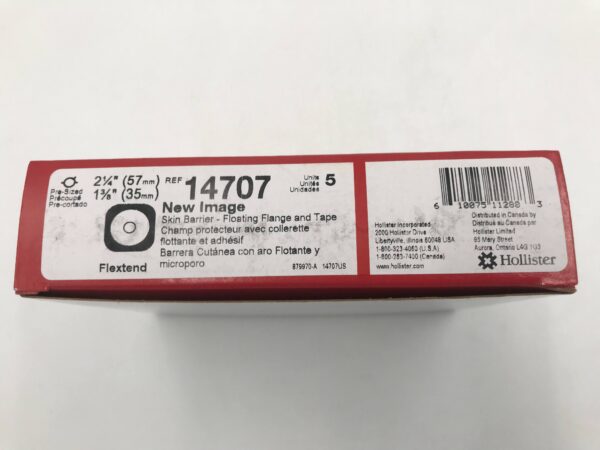 Pre-Sized
Précoupé
Pre-cortado
2¼" (57mm)
1⅜" (35mm)
REF 14707
Units
Unités
Unidades
5
New Image
Skin Barrier - Floating Flange and Tape
Champ protecteur avec collerette
flottante et adhésif
Barrera Cutánea con aro Flotante y
microporo
Flextend
879970-A 14707US
6 10075 11280 3
Hollister Incorporated
2000 Hollister Drive
Libertyville, Illinois 60048 USA
1-800-323-4060 (U.S.A)
1-800-263-7400 (Canada)
www.hollister.com
Distributed in Canada by
Distribué au Canada par
Hollister Limited
95 Mary Street
Aurora, Ontario L4G 1G3
Hollister